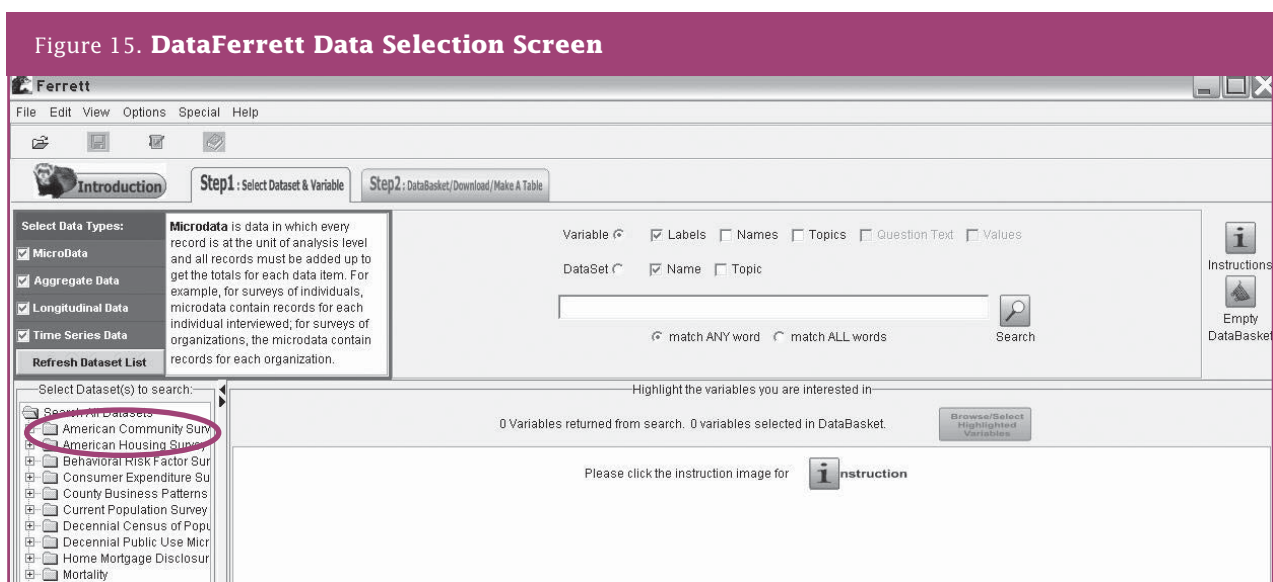 Figure 15. DataFerrett Data Selection Screen
Ferrett
File Edit View Options Special Help
Introduction
Step1 : Select Dataset & Variable
Step2 : DataBasket/Download/Make A Table
Select Data Types:
MicroData
Aggregate Data
Longitudinal Data
Time Series Data
Refresh Dataset List
Microdata is data in which every
record is at the unit of analysis level
and all records must be added up to
get the totals for each data item. For
example, for surveys of individuals,
microdata contain records for each
individual interviewed; for surveys of
organizations, the microdata contain
records for each organization.
Variable Labels Names Topics Question Text Values
DataSet Name Topic
match ANY word match ALL words
Search
Instructions
Empty
DataBasket
Select Dataset(s) to search:
Search All Datasets
American Community Surv
American Housing Survey
Behavioral Risk Factor Sur
Consumer Expenditure Su
County Business Patterns
Current Population Survey
Decennial Census of Popu
Decennial Public Use Micr
Home Mortgage Disclosur
Mortality
Highlight the variables you are interested in
0 Variables returned from search. 0 variables selected in DataBasket.
Browse/Select
Highlighted
Variables
Please click the instruction image for i nstruction